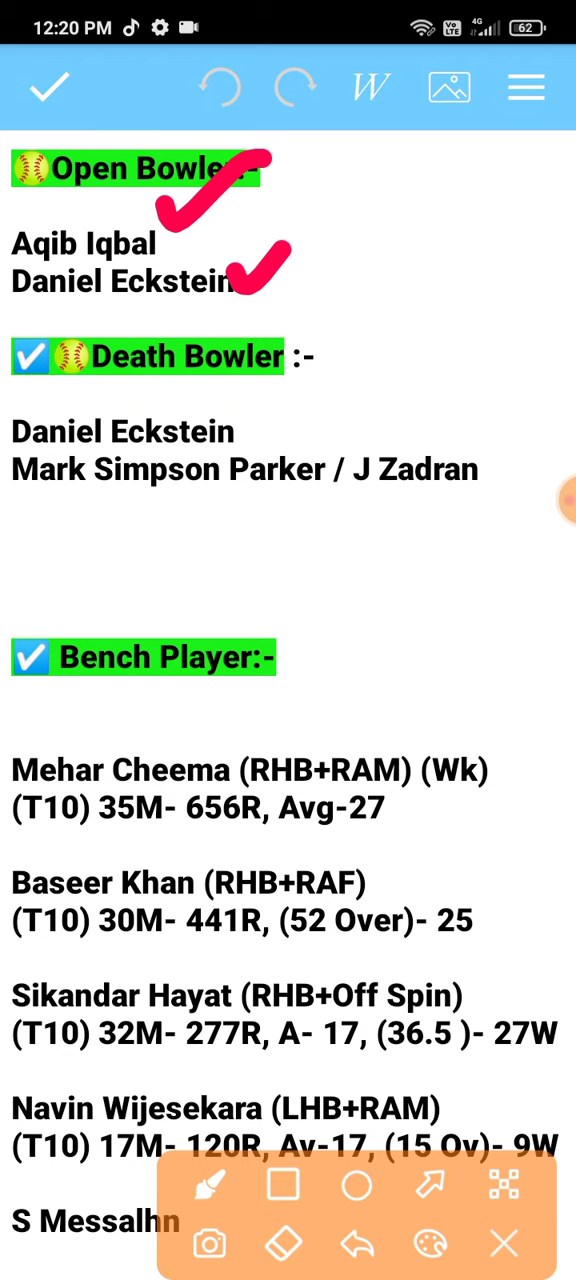 12:20 PM
Vo LTE 4G 62
W
Open Bowler:-
Aqib Iqbal
Daniel Eckstein
Death Bowler :-
Daniel Eckstein
Mark Simpson Parker / J Zadran
Bench Player:-
Mehar Cheema (RHB+RAM) (Wk)
(T10) 35M- 656R, Avg-27
Baseer Khan (RHB+RAF)
(T10) 30M- 441R, (52 Over)- 25
Sikandar Hayat (RHB+Off Spin)
(T10) 32M- 277R, A- 17, (36.5 )- 27W
Navin Wijesekara (LHB+RAM)
(T10) 17M- 120R, Av-17, (15 Ov)- 9W
S Messalhn